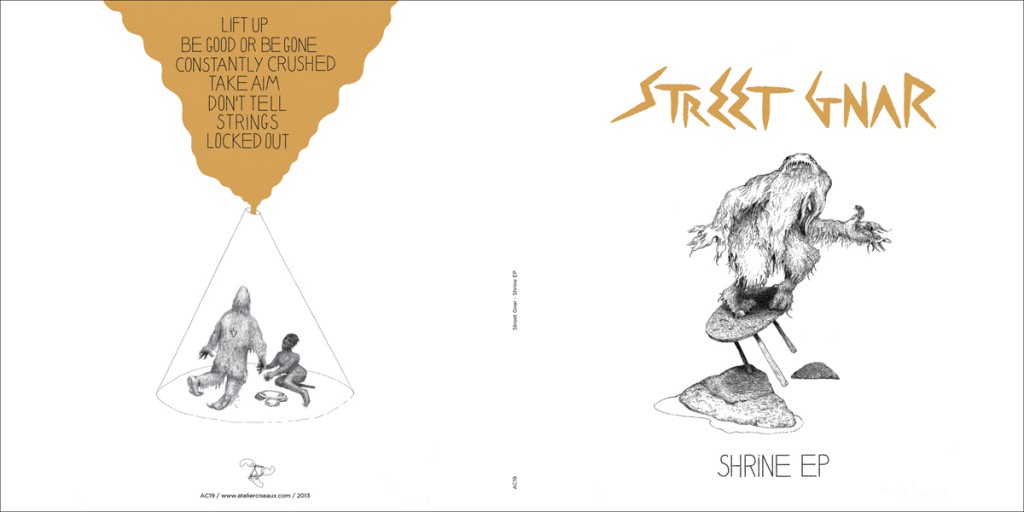 LIFT UP
BE GOOD OR BE GONE
CONSTANTLY CRUSHED
TAKE AIM
DON'T TELL
STRINGS
LOCKED OUT
AC19 / www.atelierciseaux.com / 2013
Street Gnar - Shrine EP
AC19
STREET GNAR
SHRINE EP